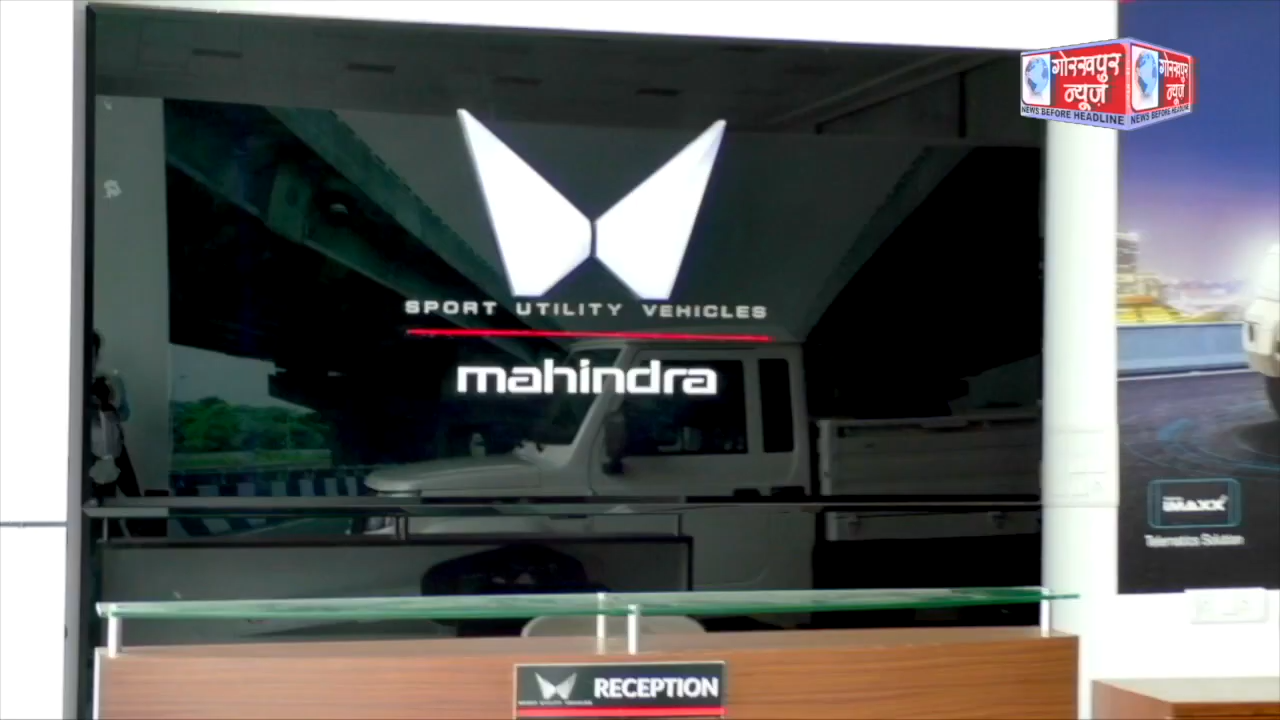 गोरखपुर
न्यूज़
NEWS BEFORE HEADLINE
गोरखपुर
न्यूज़
NEWS BEFORE HEADLINE
SPORT UTILITY VEHICLES
mahindra
iMAXX
Telematics Solution
RECEPTION